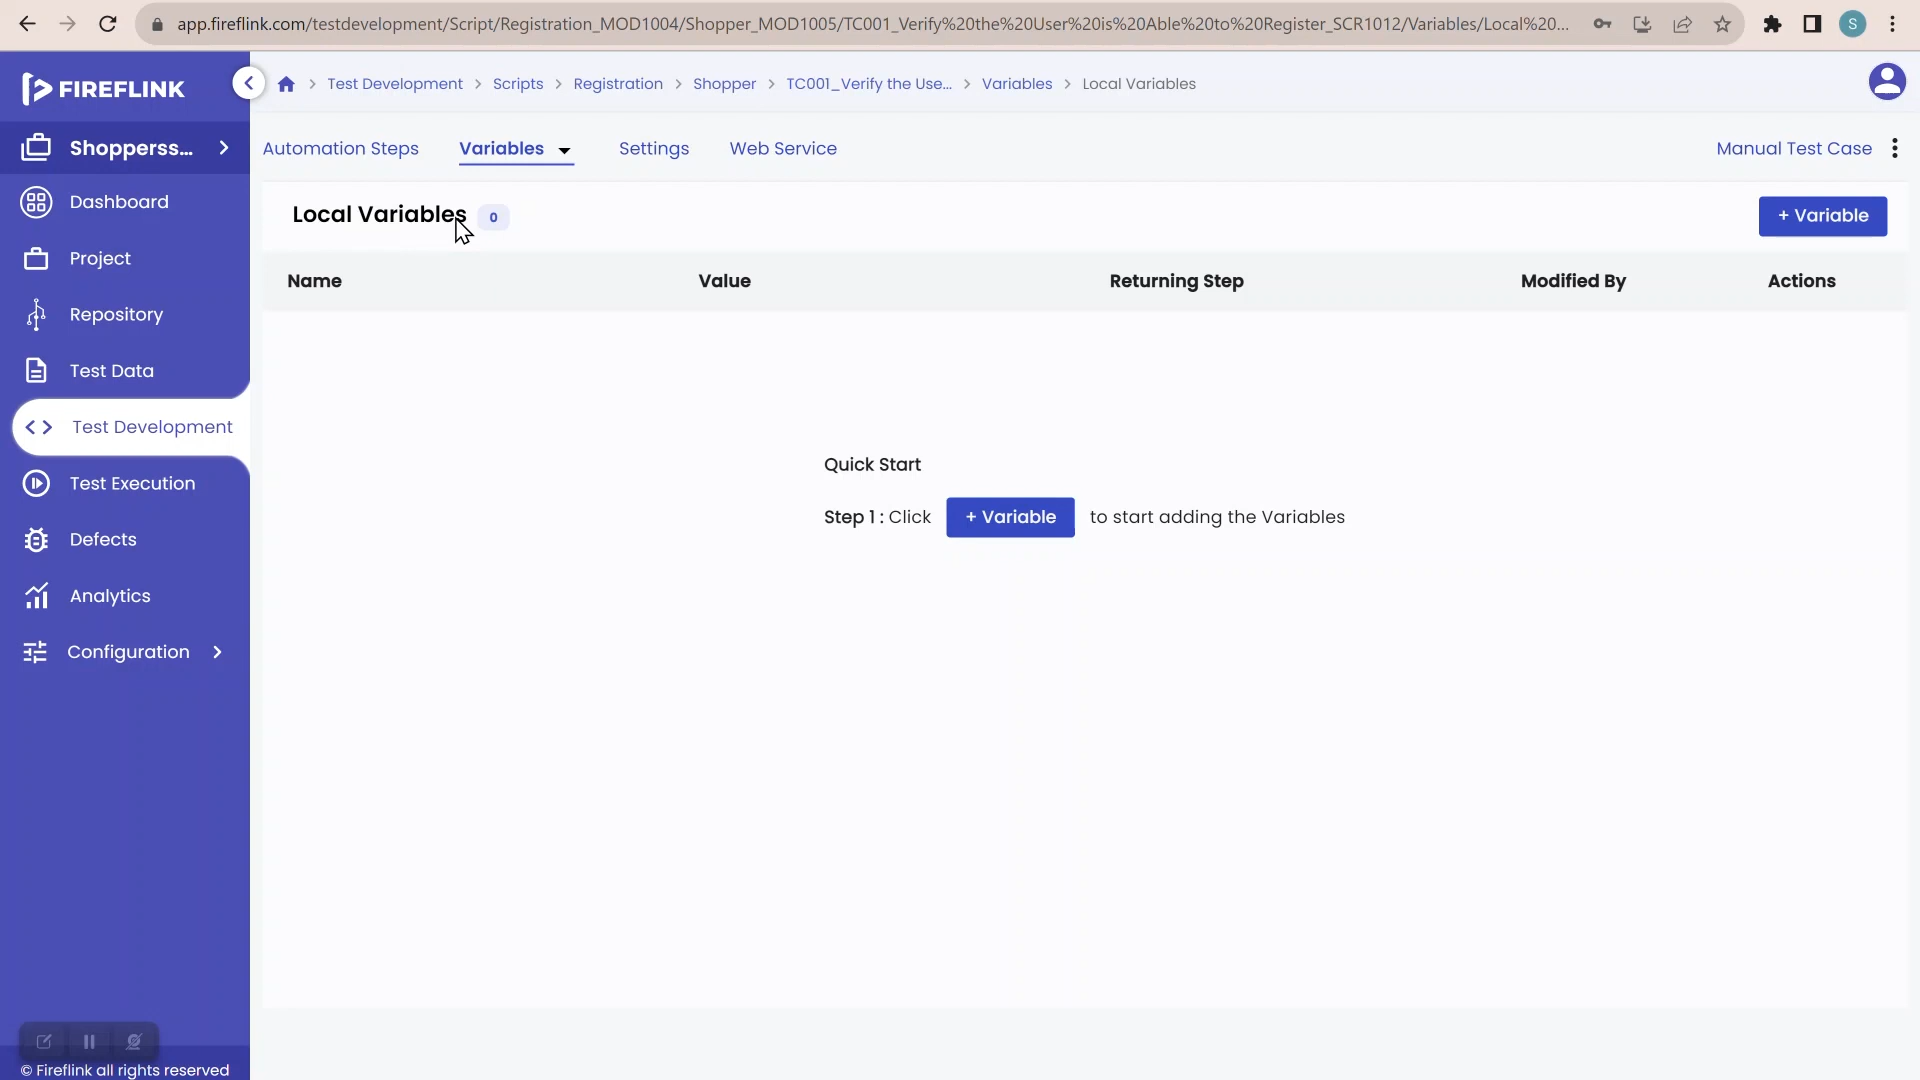 app.fireflink.com/testdevelopment/Script/Registration_MOD1004/Shopper_MOD1005/TC001_Verify%20the%20User%20is%20Able%20to%20Register_SCR1012/Variables/Local%20...
S
FIREFLINK
Test Development > Scripts > Registration > Shopper > TC001_Verify the Use... > Variables > Local Variables
Shopperss...
Automation Steps
Variables
Settings
Web Service
Manual Test Case
Dashboard
Local Variables 0
+ Variable
Project
Name
Value
Returning Step
Modified By
Actions
Repository
Test Data
Test Development
Quick Start
Test Execution
Step 1 : Click + Variable to start adding the Variables
Defects
Analytics
Configuration
© Fireflink all rights reserved